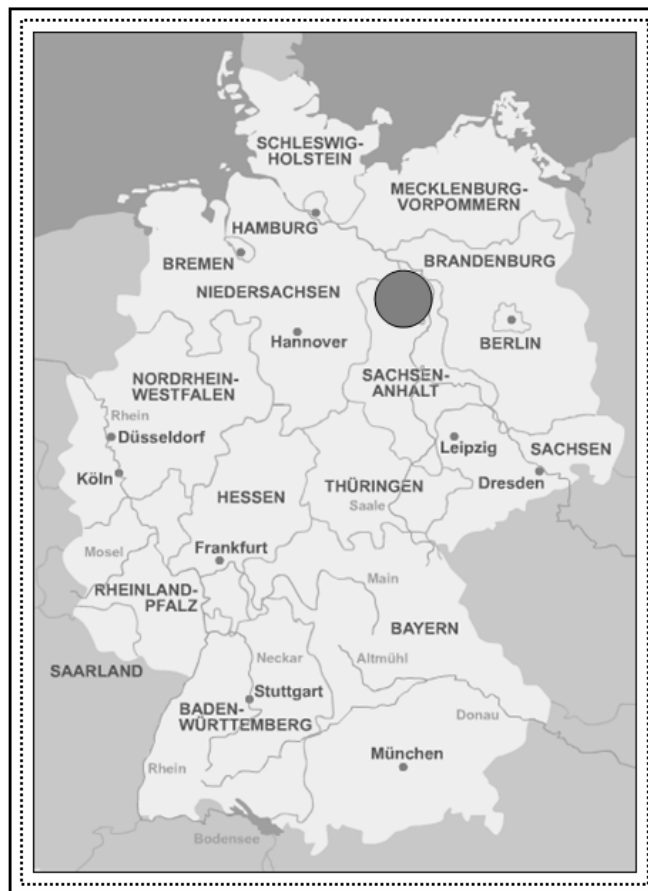 SCHLESWIG-
HOLSTEIN
MECKLENBURG-
VORPOMMERN
HAMBURG
BREMEN
BRANDENBURG
NIEDERSACHSEN
Hannover
BERLIN
NORDRHEIN-
WESTFALEN
SACHSEN-
ANHALT
Rhein
Düsseldorf
Leipzig
SACHSEN
Köln
HESSEN
THÜRINGEN
Dresden
Saale
Mosel
Frankfurt
Main
RHEINLAND-
PFALZ
BAYERN
SAARLAND
Neckar
Altmühl
Stuttgart
BADEN-
WÜRTTEMBERG
Donau
München
Rhein
Bodensee